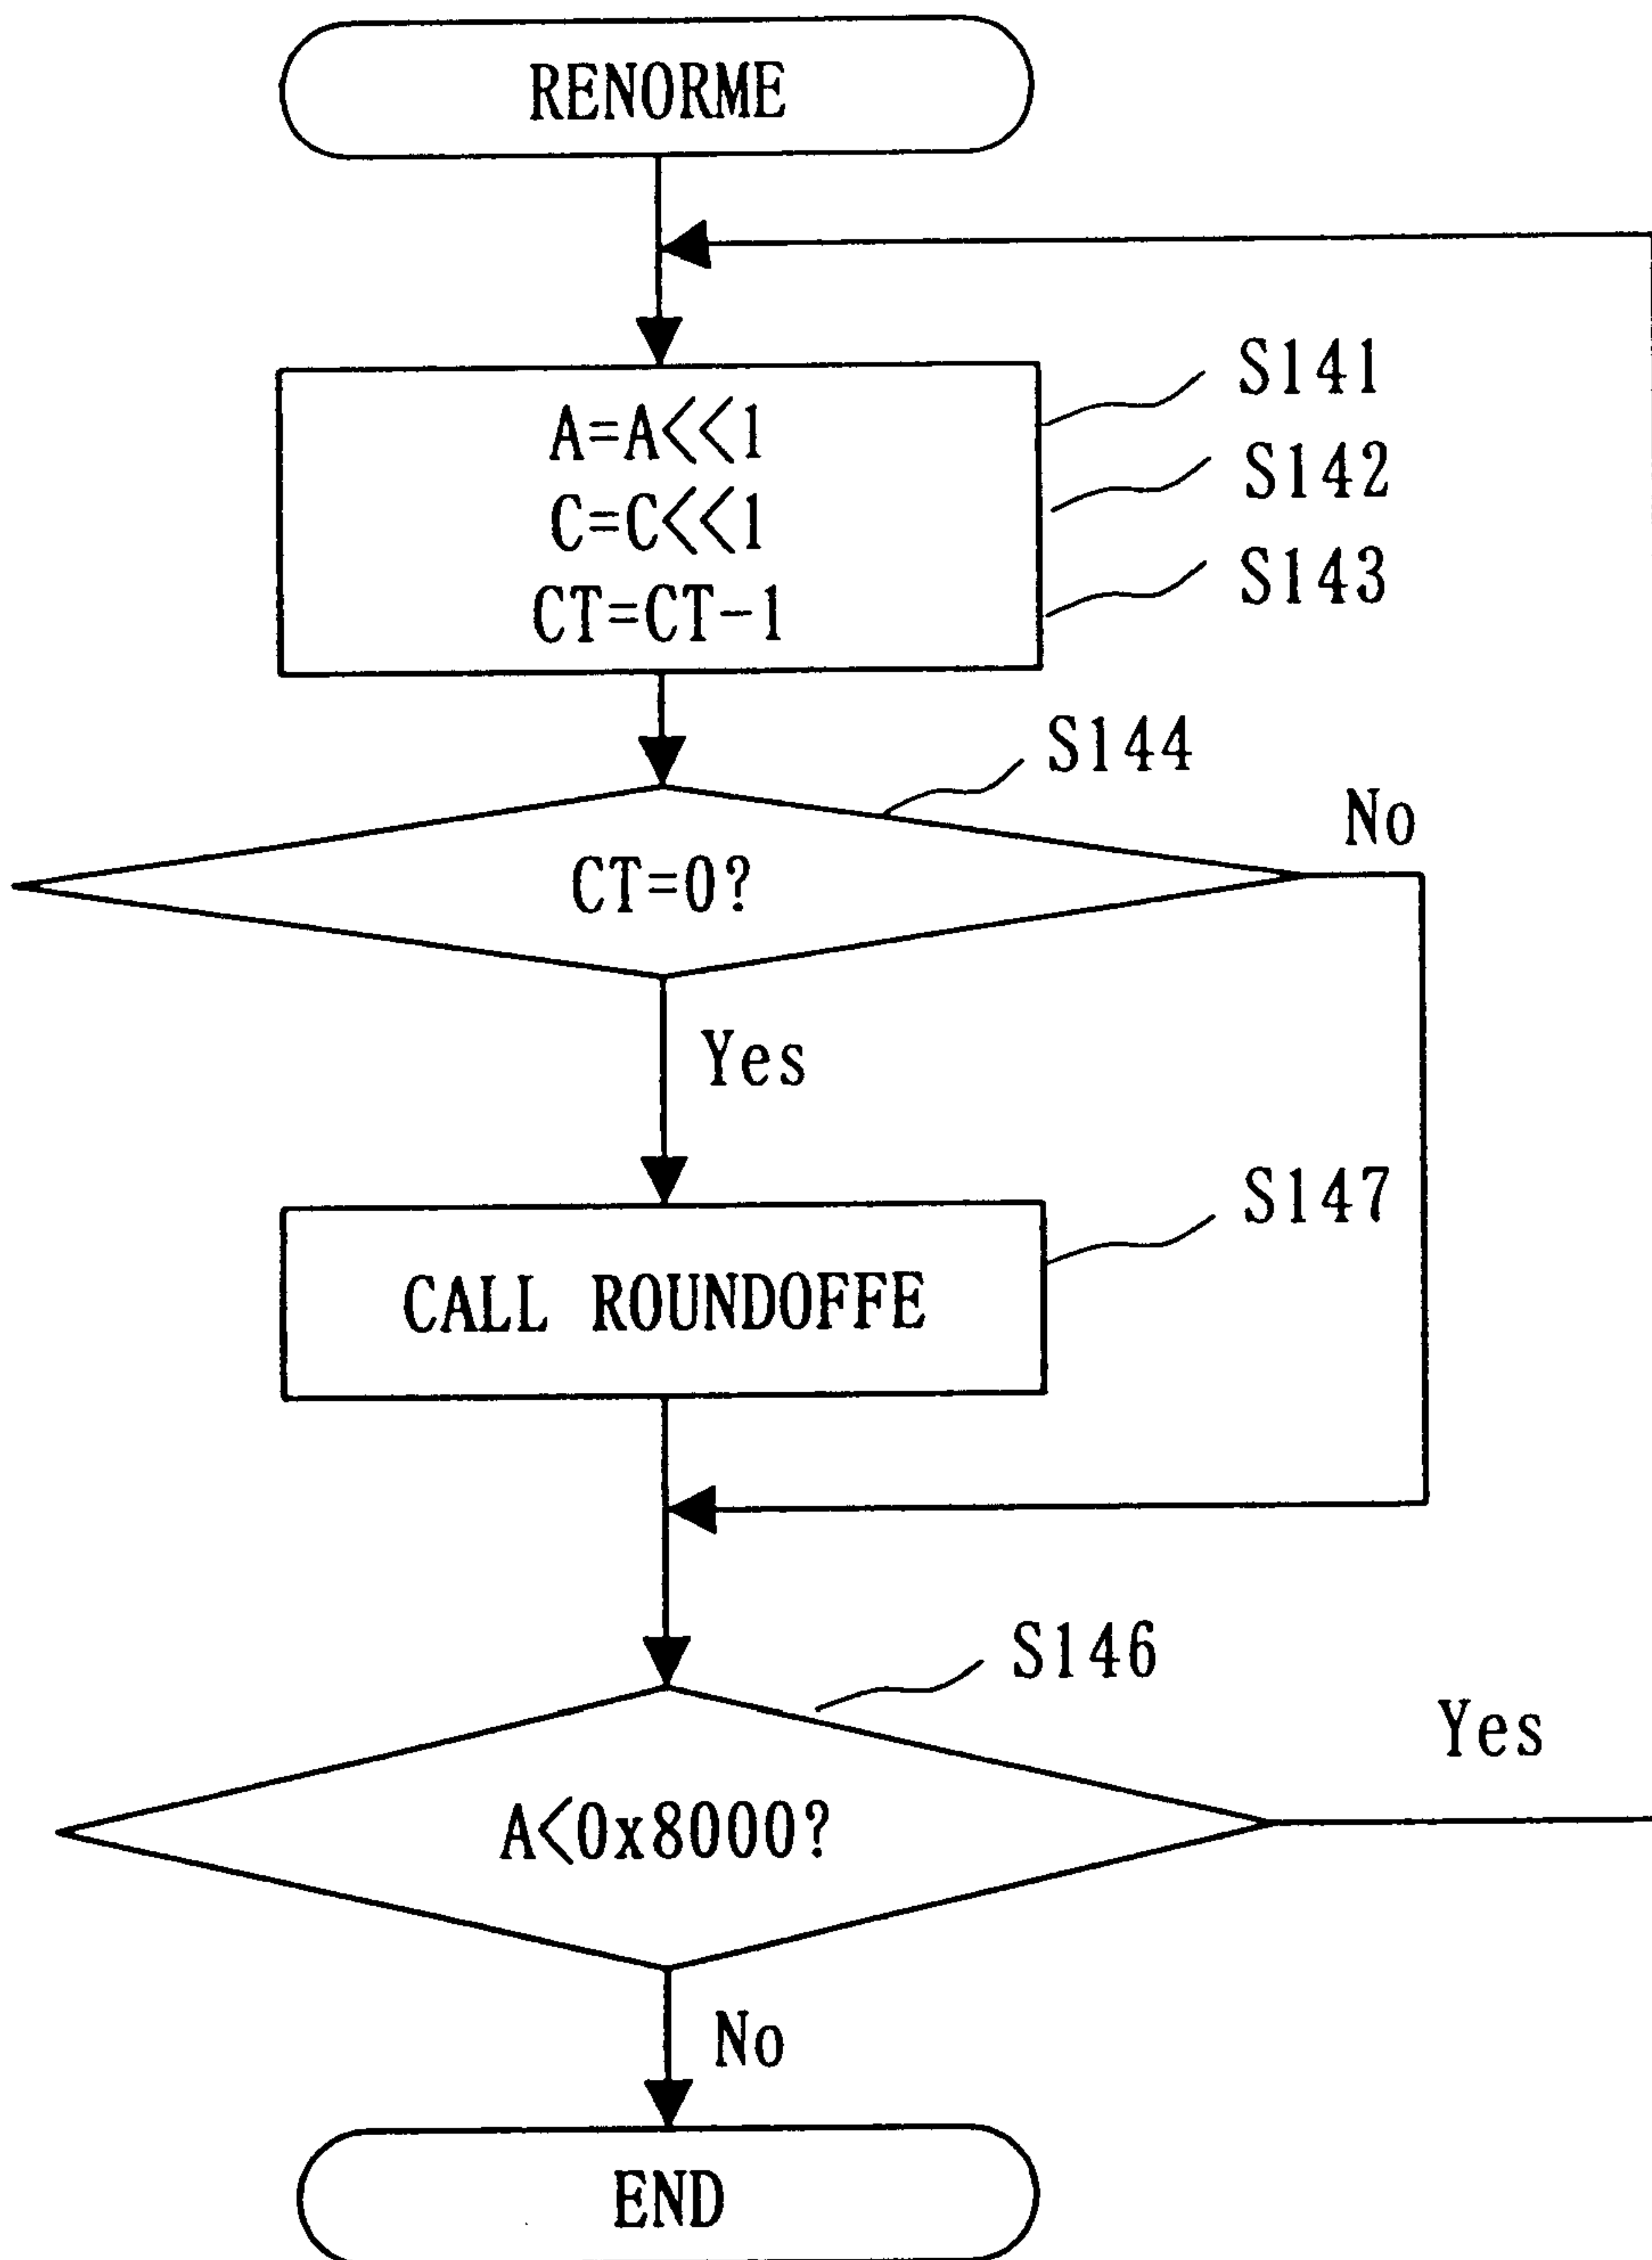 RENORME
A=A<<1
S141
C=C<<1
S142
CT=CT-1
S143
S144
CT=0?
No
Yes
S147
CALL ROUNDOFFE
S146
Yes
A<0x8000?
No
END